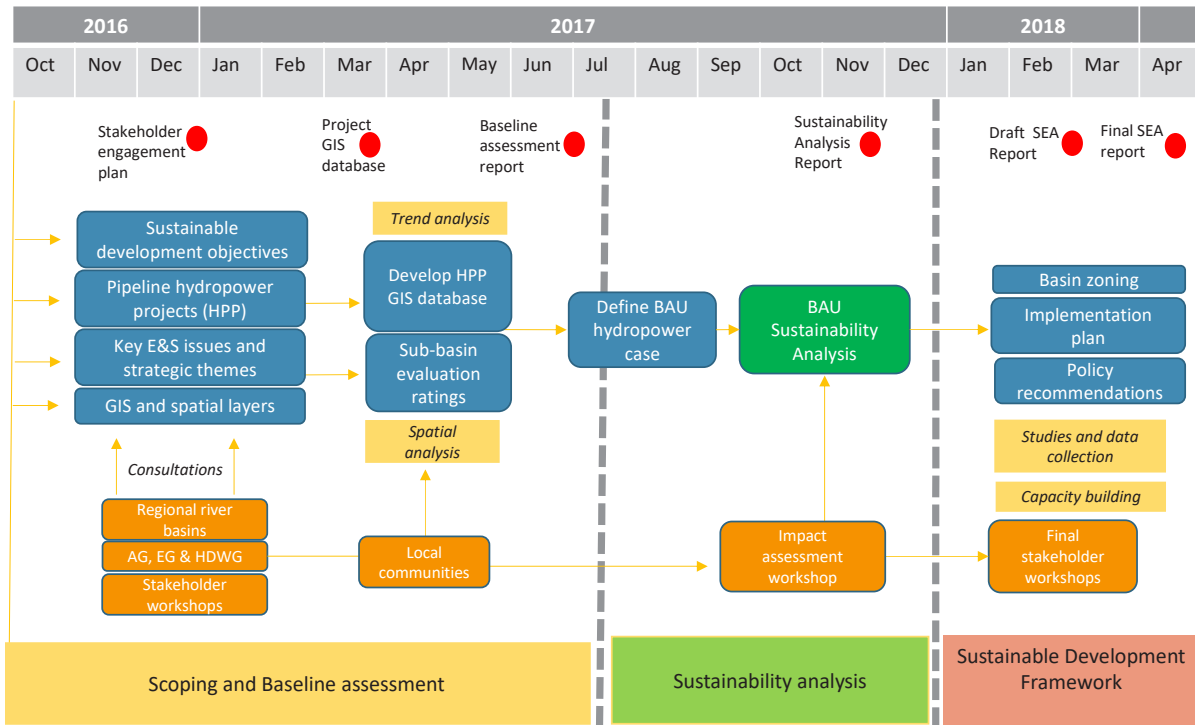 2016
2017
2018
Oct
Nov
Dec
Jan
Feb
Mar
Apr
May
Jun
Jul
Aug
Sep
Oct
Nov
Dec
Jan
Feb
Mar
Apr
Stakeholder
engagement
plan
Project
GIS
database
Baseline
assessment
report
Sustainability
Analysis
Report
Draft SEA
Report
Final SEA
report
Sustainable
development objectives
Pipeline hydropower
projects (HPP)
Key E&S issues and
strategic themes
GIS and spatial layers
Trend analysis
Develop HPP
GIS database
Sub-basin
evaluation
ratings
Spatial
analysis
Define BAU
hydropower
case
BAU
Sustainability
Analysis
Basin zoning
Implementation
plan
Policy
recommendations
Studies and data
collection
Capacity building
Consultations
Regional river
basins
AG, EG & HDWG
Stakeholder
workshops
Local
communities
Impact
assessment
workshop
Final
stakeholder
workshops
Scoping and Baseline assessment
Sustainability analysis
Sustainable Development
Framework